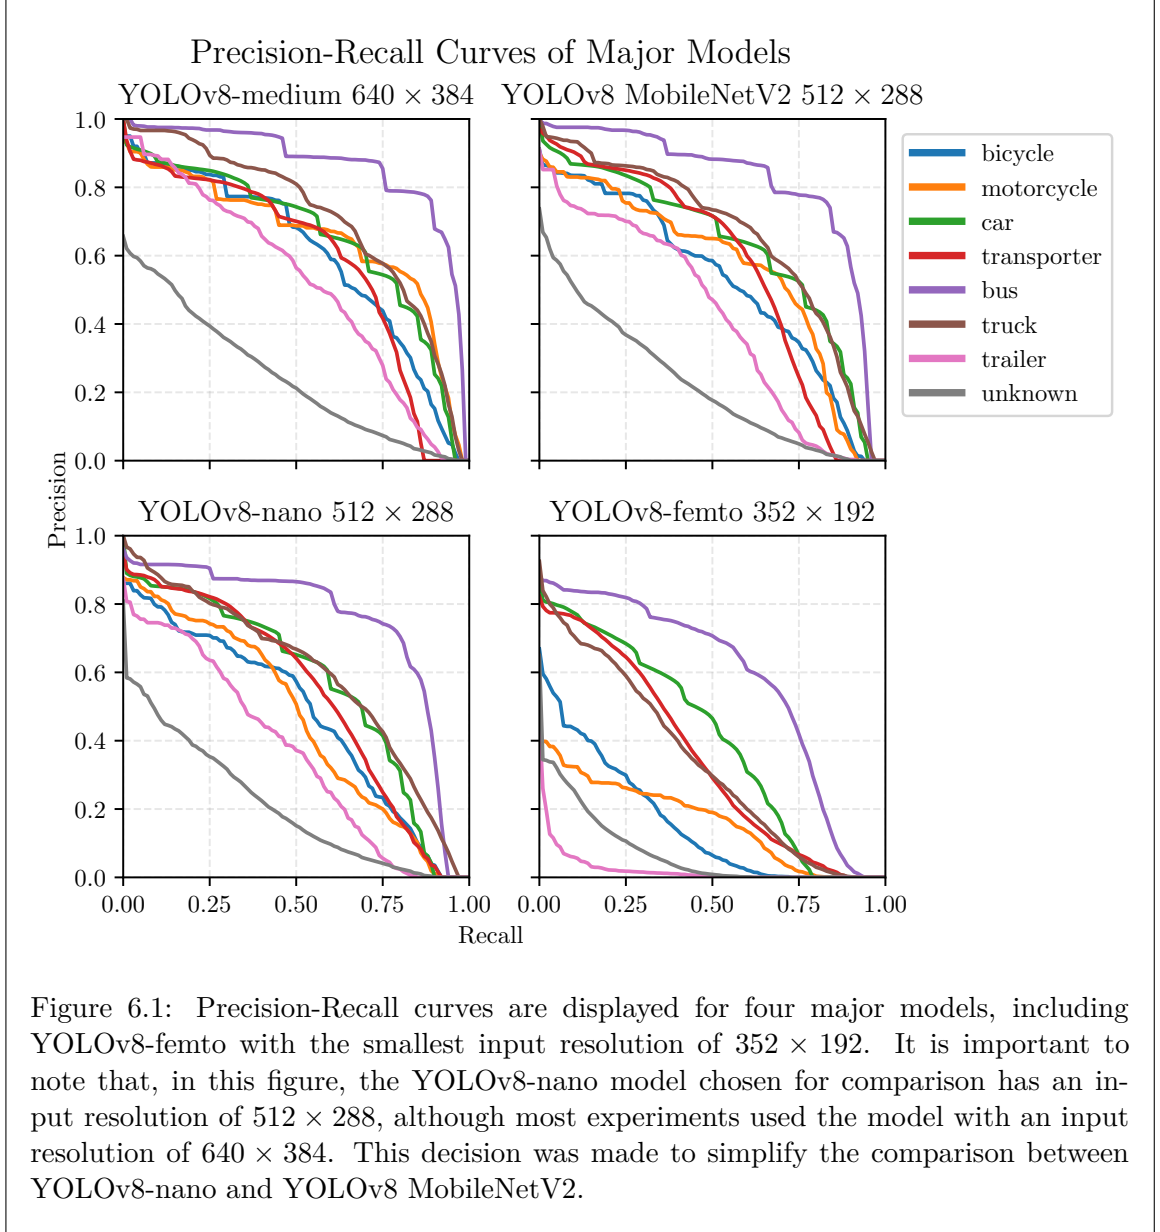 Precision-Recall Curves of Major Models
YOLOv8-medium 640 × 384
YOLOv8 MobileNetV2 512 × 288
1.0
0.8
0.6
0.4
0.2
0.0
bicycle
motorcycle
car
transporter
bus
truck
trailer
unknown
Precision
YOLOv8-nano 512 × 288
YOLOv8-femto 352 × 192
1.0
0.8
0.6
0.4
0.2
0.0
0.00 0.25 0.50 0.75 1.00
0.00 0.25 0.50 0.75 1.00
Recall
Figure 6.1: Precision-Recall curves are displayed for four major models, including
YOLOv8-femto with the smallest input resolution of 352 × 192. It is important to
note that, in this figure, the YOLOv8-nano model chosen for comparison has an in-
put resolution of 512 × 288, although most experiments used the model with an input
resolution of 640 × 384. This decision was made to simplify the comparison between
YOLOv8-nano and YOLOv8 MobileNetV2.